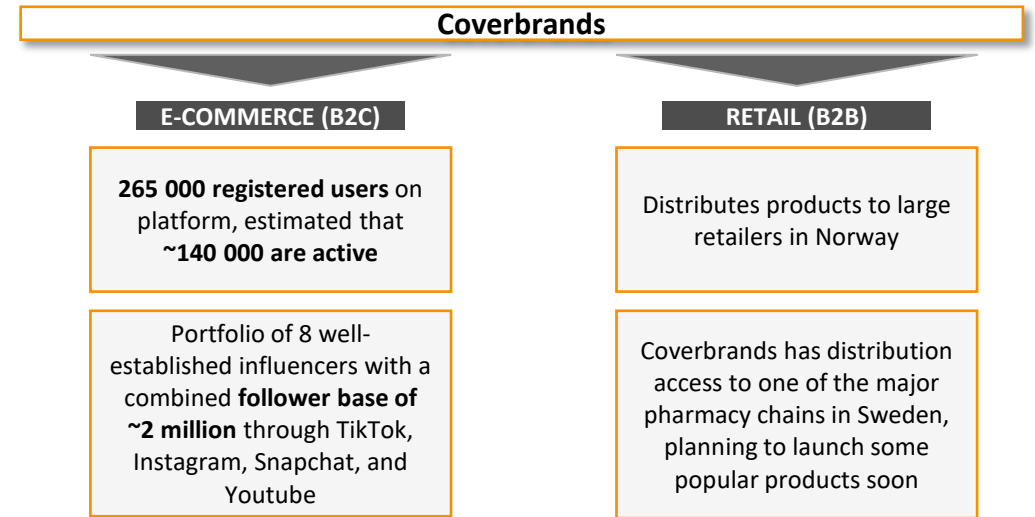 Coverbrands
E-COMMERCE (B2C)
265 000 registered users on
platform, estimated that
~140 000 are active
Portfolio of 8 well-
established influencers with a
combined follower base of
~2 million through TikTok,
Instagram, Snapchat, and
Youtube
RETAIL (B2B)
Distributes products to large
retailers in Norway
Coverbrands has distribution
access to one of the major
pharmacy chains in Sweden,
planning to launch some
popular products soon